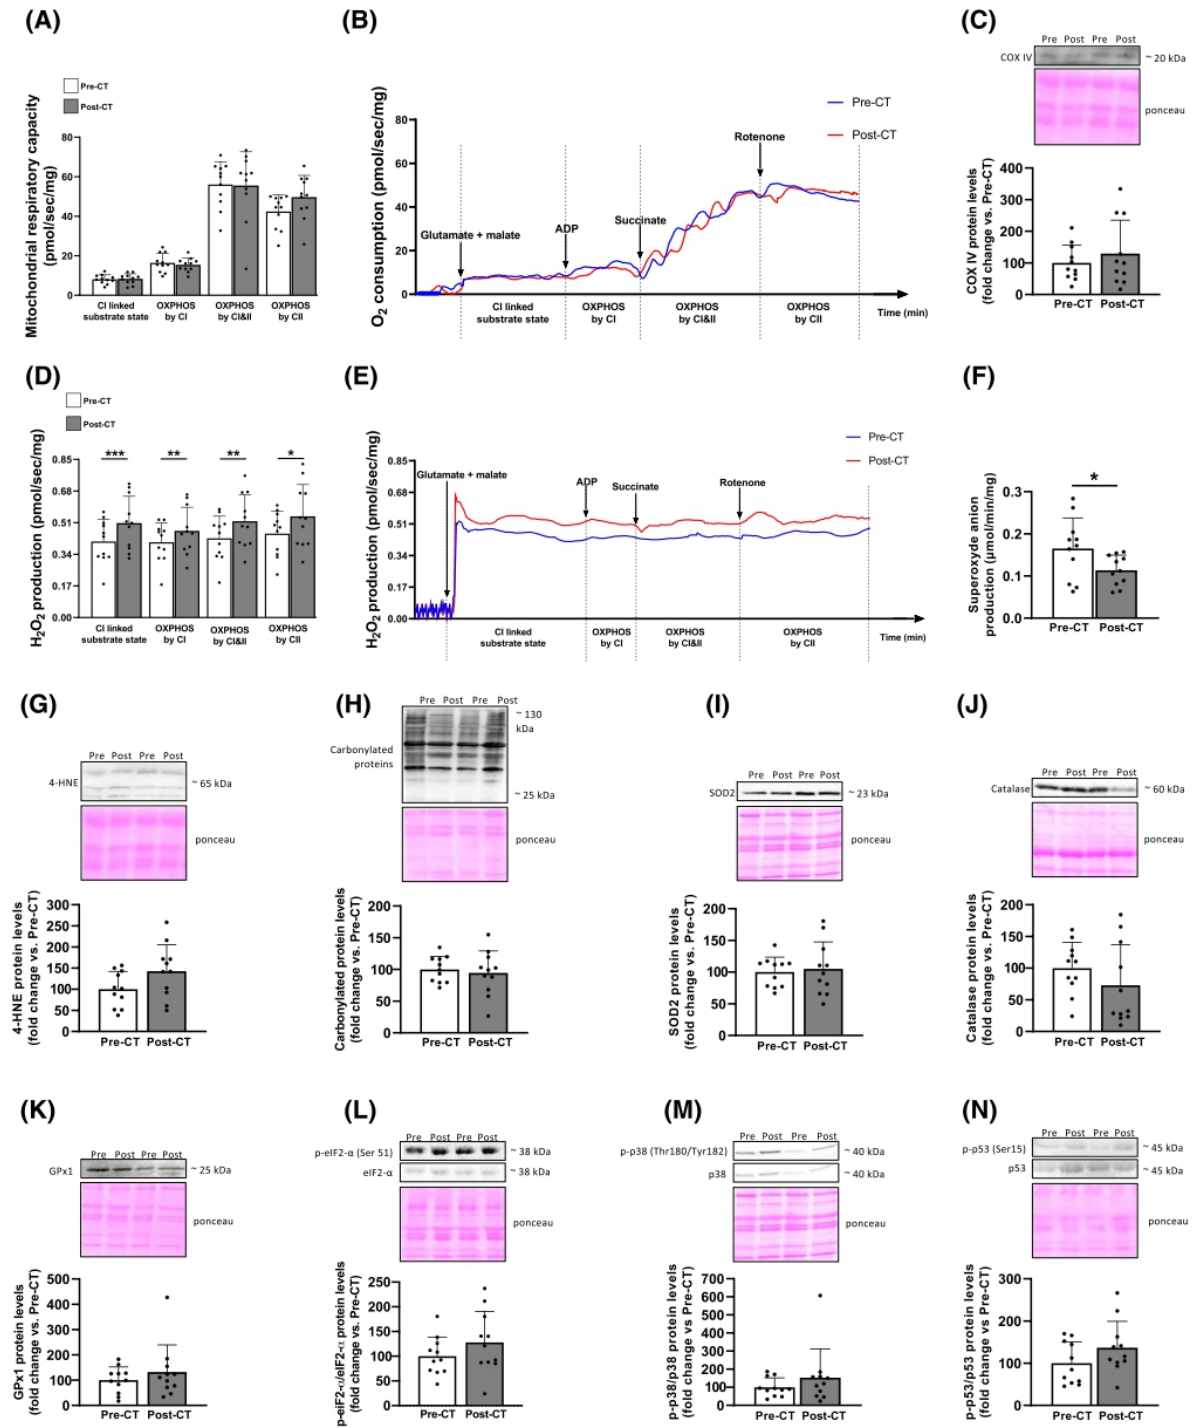 (A)
Pre-CT
Post-CT
Mitochondrial respiratory capacity
(pmol/sec/mg)
80
60
40
20
0
CI linked
substrate state
OXPHOS
by CI
OXPHOS
by CI&II
OXPHOS
by CII
(B)
Pre-CT
Post-CT
O₂ consumption (pmol/sec/mg)
80
60
40
20
0
Glutamate + malate
ADP
Succinate
Rotenone
CI linked
substrate state
OXPHOS
by CI
OXPHOS
by CI&II
OXPHOS
by CII
Time (min)
(C)
Pre Post Pre Post
COX IV
~ 20 kDa
ponceau
COX IV protein levels
(fold change vs. Pre-CT)
400
300
200
100
0
Pre-CT Post-CT
(D)
Pre-CT
Post-CT
H₂O₂ production (pmol/sec/mg)
0.85
0.68
0.51
0.34
0.17
0.00
*** ** ** *
CI linked
substrate state
OXPHOS
by CI
OXPHOS
by CI&II
OXPHOS
by CII
(E)
Pre-CT
Post-CT
H₂O₂ production (pmol/sec/mg)
0.85
0.68
0.51
0.34
0.17
0.00
Glutamate + malate
ADP
Succinate
Rotenone
CI linked
substrate state
OXPHOS
by CI
OXPHOS
by CI&II
OXPHOS
by CII
Time (min)
(F)
Superoxyde anion
production (µmol/min/mg)
0.3
0.2
0.1
0.0
*
Pre-CT Post-CT
(G)
Pre Post Pre Post
4-HNE
~ 65 kDa
ponceau
4-HNE protein levels
(fold change vs. Pre-CT)
300
250
200
150
100
50
0
Pre-CT Post-CT
(H)
Pre Post Pre Post
~ 130
kDa
Carbonylated
proteins
~ 25 kDa
ponceau
Carbonylated protein levels
(fold change vs. Pre-CT)
200
150
100
50
0
Pre-CT Post-CT
(I)
Pre Post Pre Post
SOD2
~ 23 kDa
ponceau
SOD2 protein levels
(fold change vs. Pre-CT)
200
150
100
50
0
Pre-CT Post-CT
(J)
Pre Post Pre Post
Catalase
~ 60 kDa
ponceau
Catalase protein levels
(fold change vs. Pre-CT)
200
150
100
50
0
Pre-CT Post-CT
(K)
Pre Post Pre Post
GPx1
~ 25 kDa
ponceau
GPx1 protein levels
(fold change vs. Pre-CT)
500
400
300
200
100
0
Pre-CT Post-CT
(L)
Pre Post Pre Post
p-eIF2-α (Ser 51)
~ 38 kDa
eIF2-α
~ 38 kDa
ponceau
p-eIF2-α/eIF2-α protein levels
(fold change vs. Pre-CT)
250
200
150
100
50
0
Pre-CT Post-CT
(M)
Pre Post Pre Post
p-p38 (Thr180/Tyr182)
~ 40 kDa
p38
~ 40 kDa
ponceau
p-p38/p38 protein levels
(fold change vs Pre-CT)
700
600
500
400
300
200
100
0
Pre-CT Post-CT
(N)
Pre Post Pre Post
p-p53 (Ser15)
~ 45 kDa
p53
~ 45 kDa
ponceau
p-p53/p53 protein levels
(fold change vs Pre-CT)
300
200
100
0
Pre-CT Post-CT